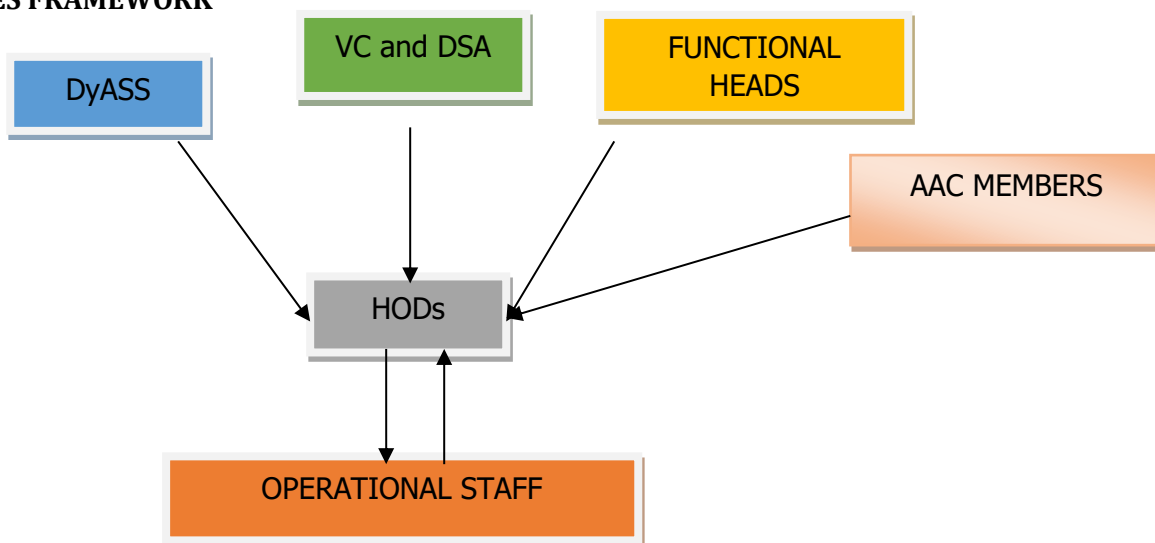 ES FRAMEWORK
VC and DSA
FUNCTIONAL
HEADS
DyASS
AAC MEMBERS
HODs
OPERATIONAL STAFF